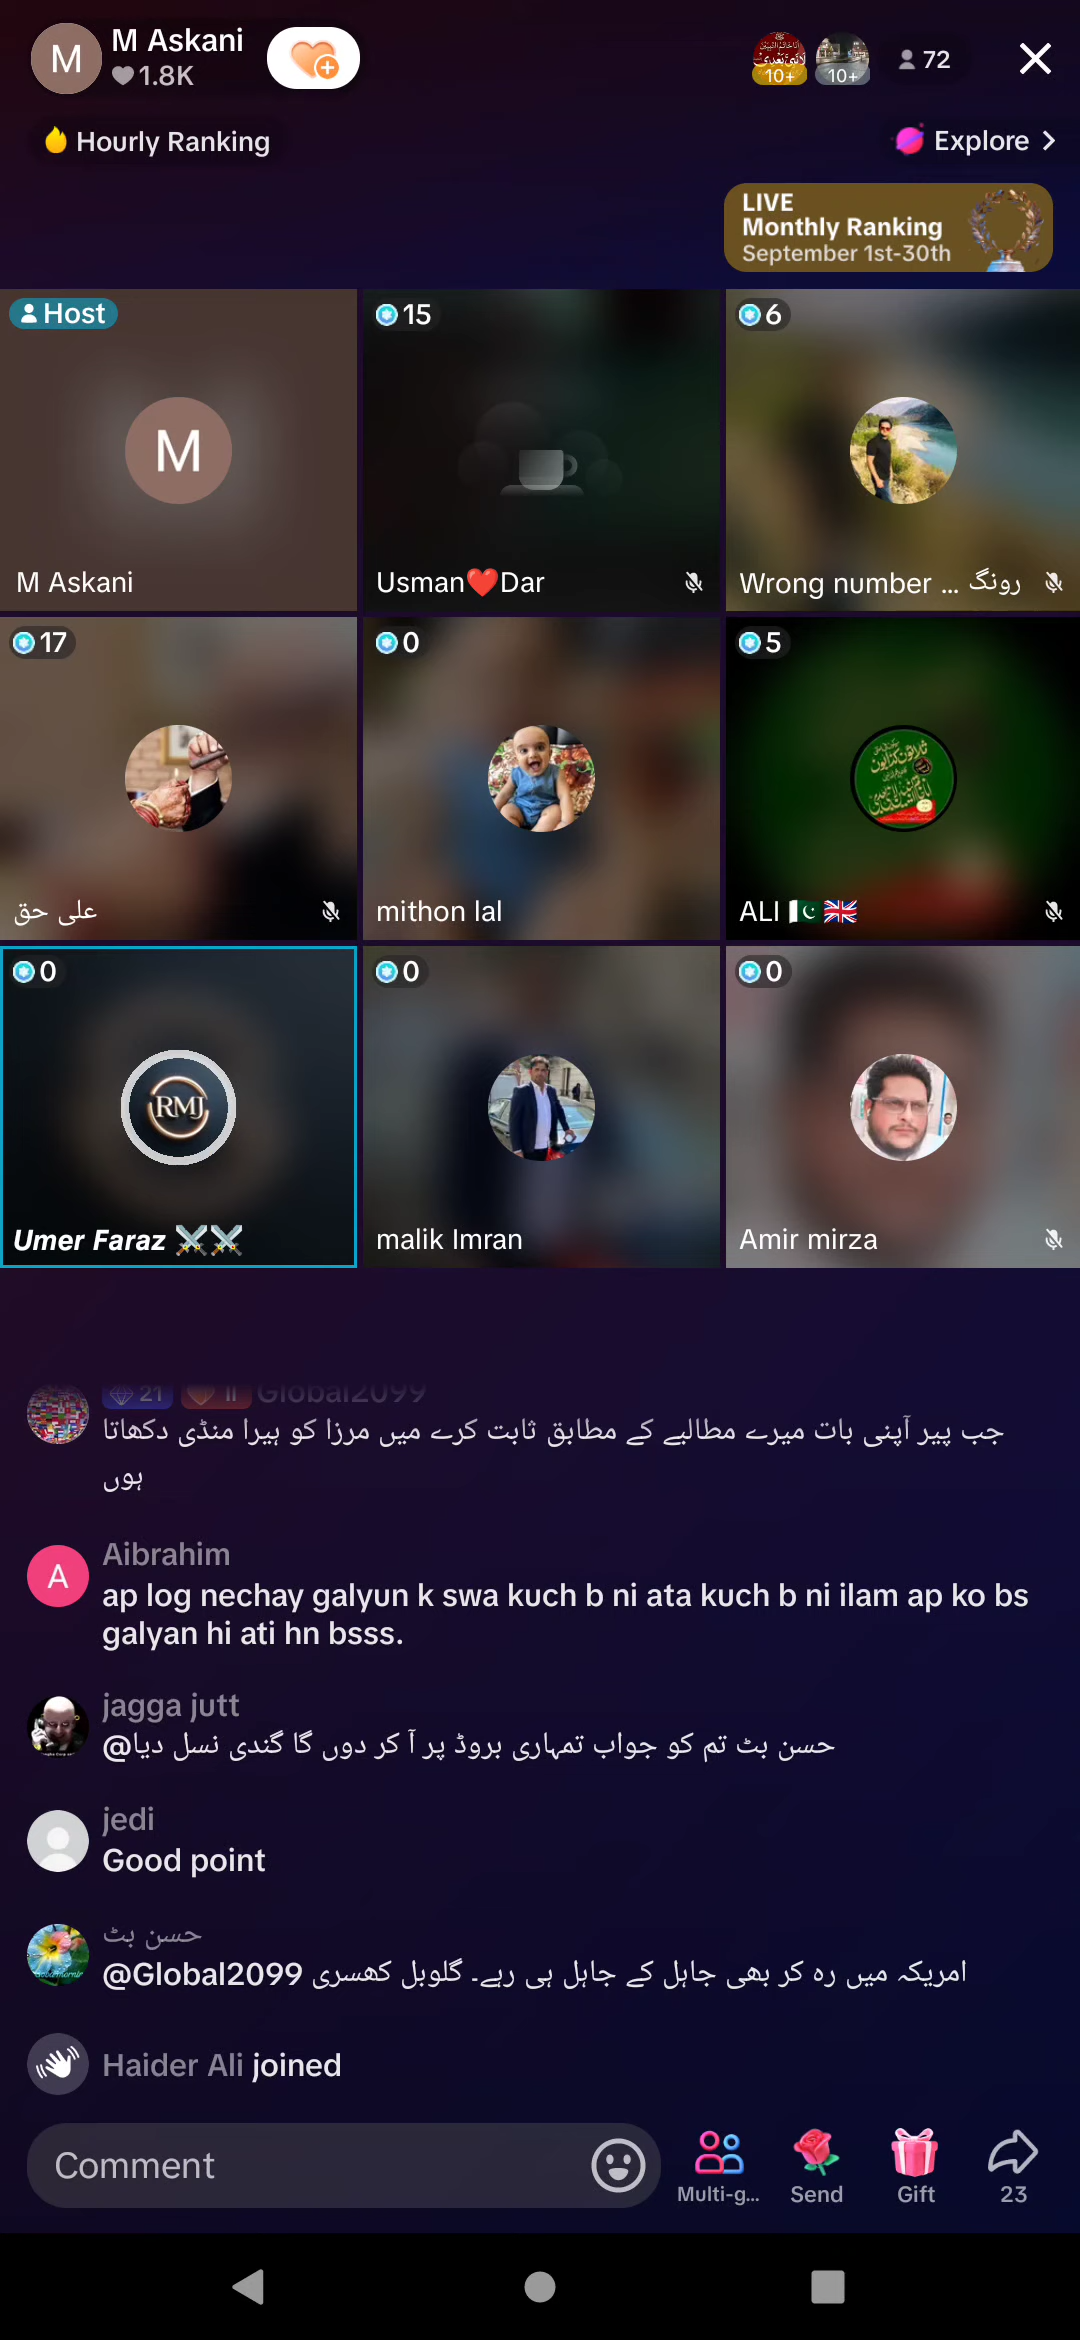 M Askani
1.8K
10+
10+
72
Hourly Ranking
Explore
LIVE
Monthly Ranking
September 1st-30th
Host
M
M
M Askani
15
Usman❤️Dar
6
Wrong number ... رونگ
17
علی حق
0
mithon lal
5
ALI 🇵🇰🇬🇧
0
RMJ
Umer Faraz ⚔️⚔️
0
malik Imran
0
Amir mirza
21 II Global2099
جب پیر آپنی بات میرے مطالبے کے مطابق ثابت کرے میں مرزا کو ہیرا منڈی دکھاتا
ہوں
A
Aibrahim
ap log nechay galyun k swa kuch b ni ata kuch b ni ilam ap ko bs
galyan hi ati hn bsss.
jagga jutt
@حسن بٹ تم کو جواب تمہاری بروڈ پر آ کر دوں گا گندی نسل دیا
jedi
Good point
حسن بٹ
@Global2099 امریکہ میں رہ کر بھی جاہل کے جاہل ہی رہے۔ گلوبل کھسری
Haider Ali joined
Comment
Multi-g...
Send
Gift
23